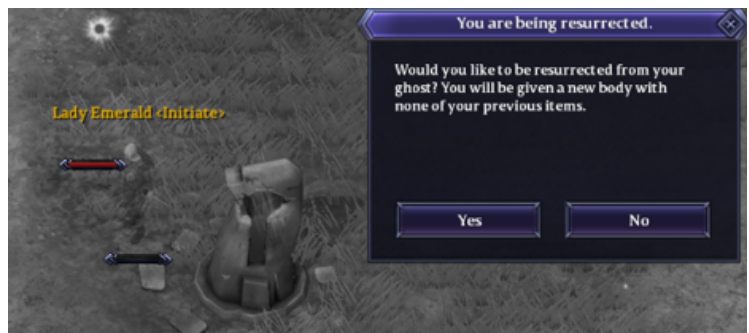 You are being resurrected.
Would you like to be resurrected from your
ghost? You will be given a new body with
none of your previous items.
Lady Emerald <Initiate>
Yes
No